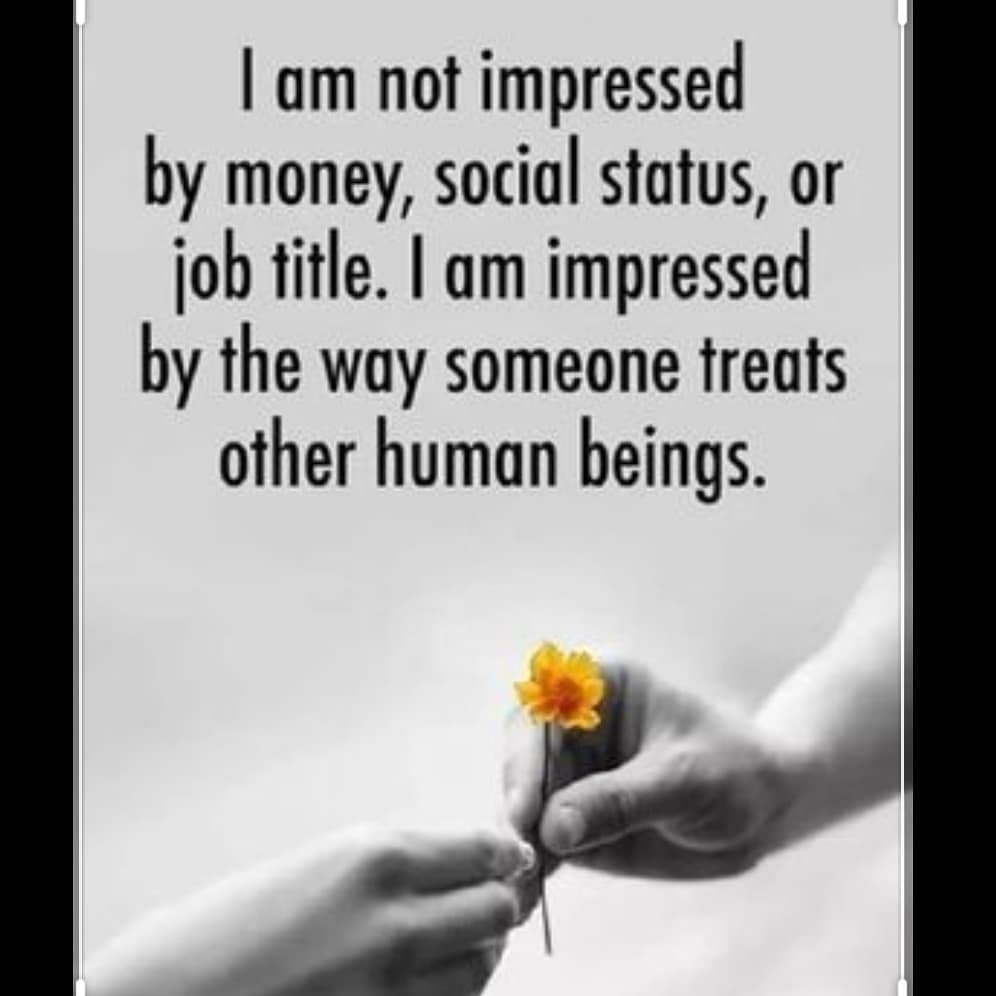 I am not impressed
by money, social status, or
job title. I am impressed
by the way someone treats
other human beings.